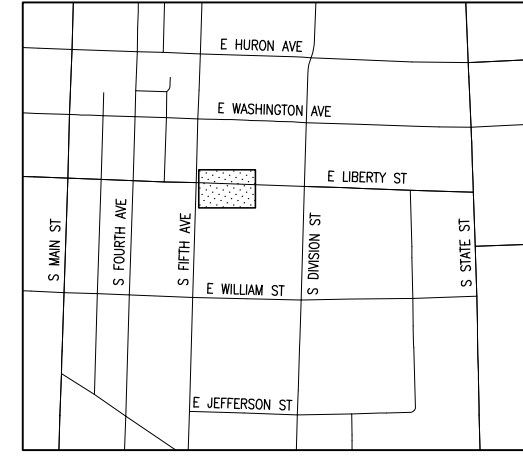 E HURON AVE
E WASHINGTON AVE
E LIBERTY ST
S MAIN ST
S FOURTH AVE
S FIFTH AVE
S DIVISION ST
S STATE ST
E WILLIAM ST
E JEFFERSON ST